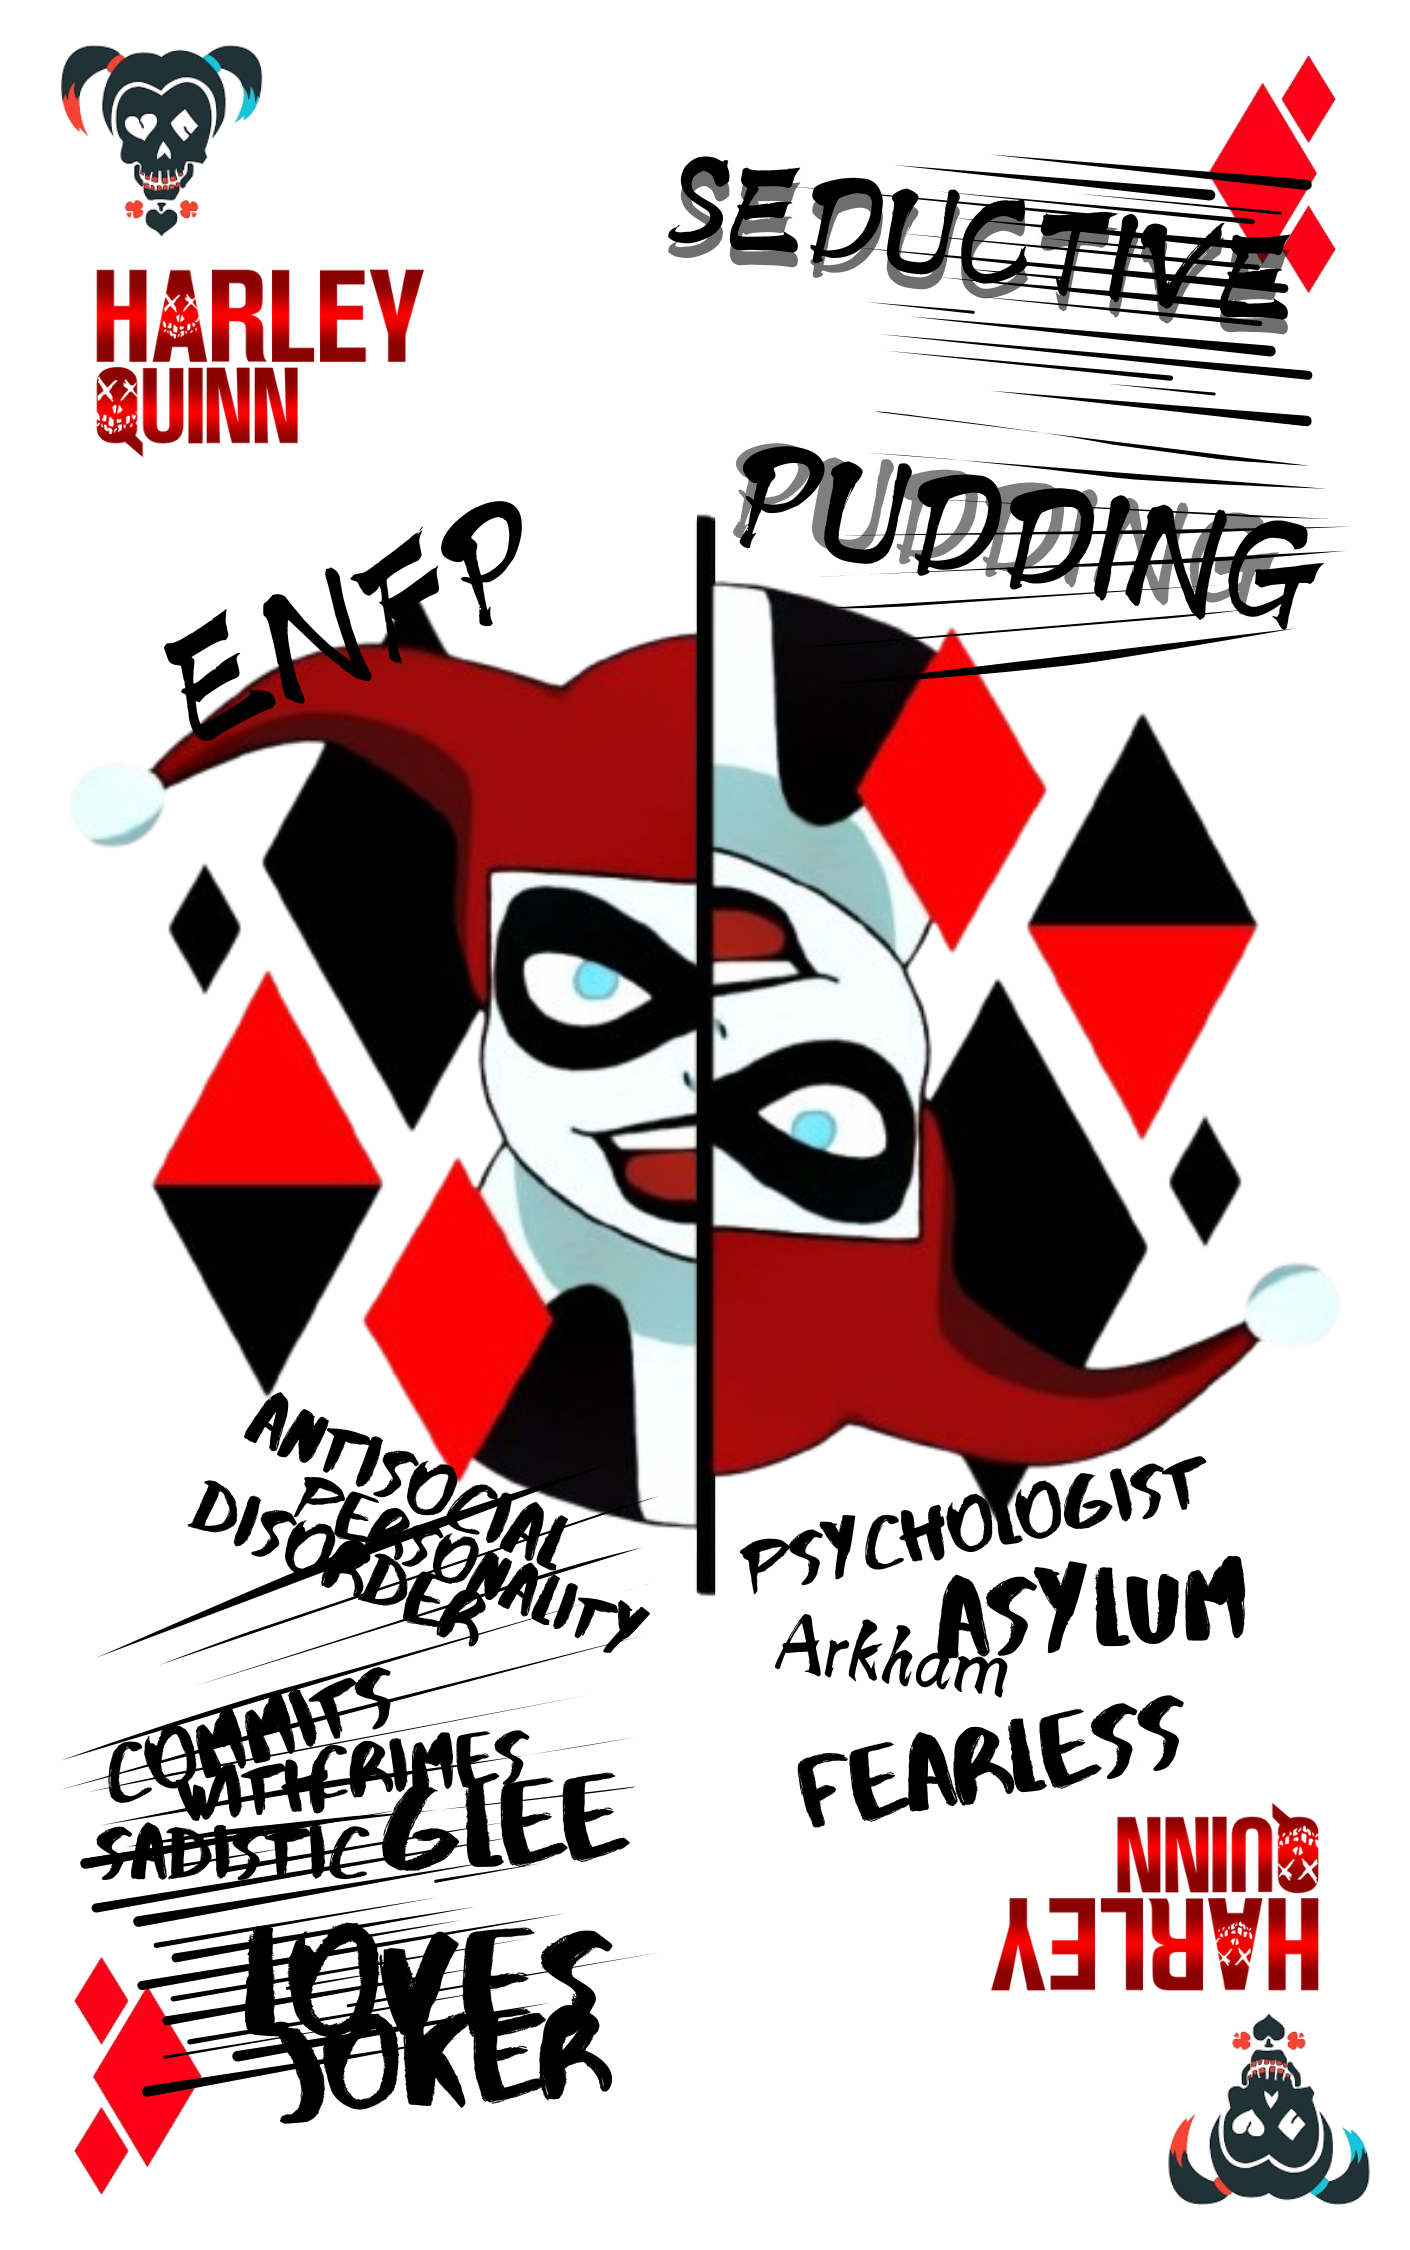 HARLEY
QUINN
SEDUCTIVE
PUDDING
ENFP
ANTISOCIAL
PERSONALITY
DISORDER
COMMITS
CRIMES
WITH
SADISTIC GLEE
LOVES
JOKER
PSYCHOLOGIST
ASYLUM
Arkham
FEARLESS
HARLEY
QUINN